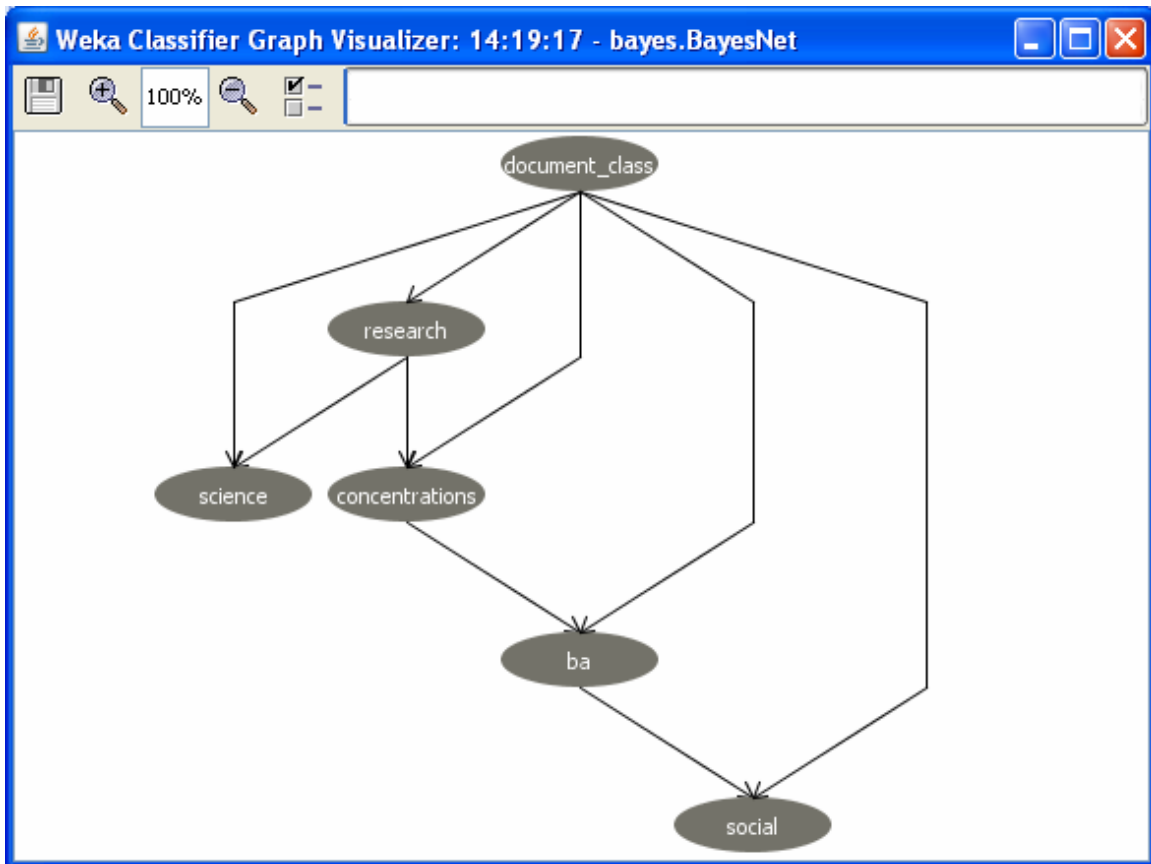 Weka Classifier Graph Visualizer: 14:19:17 - bayes.BayesNet
100%
document_class
research
science
concentrations
ba
social